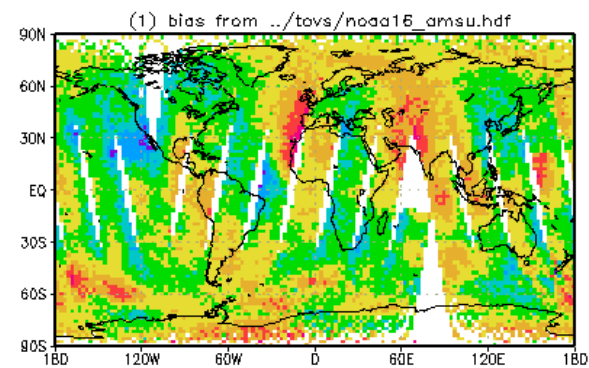 (1) bias from ../tovs/noaa16_amsu.hdf
90N
60N
30N
EQ
30S
60S
90S
180 120W 60W 0 60E 120E 180